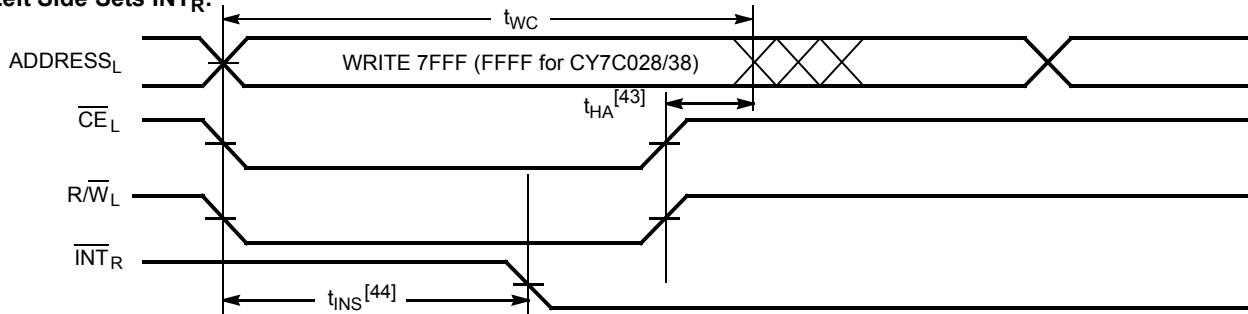 Left Side Sets INT_R:
t_WC
ADDRESS_L
WRITE 7FFF (FFFF for CY7C028/38)
t_HA[43]
CE_L
R/W_L
INT_R
t_INS[44]